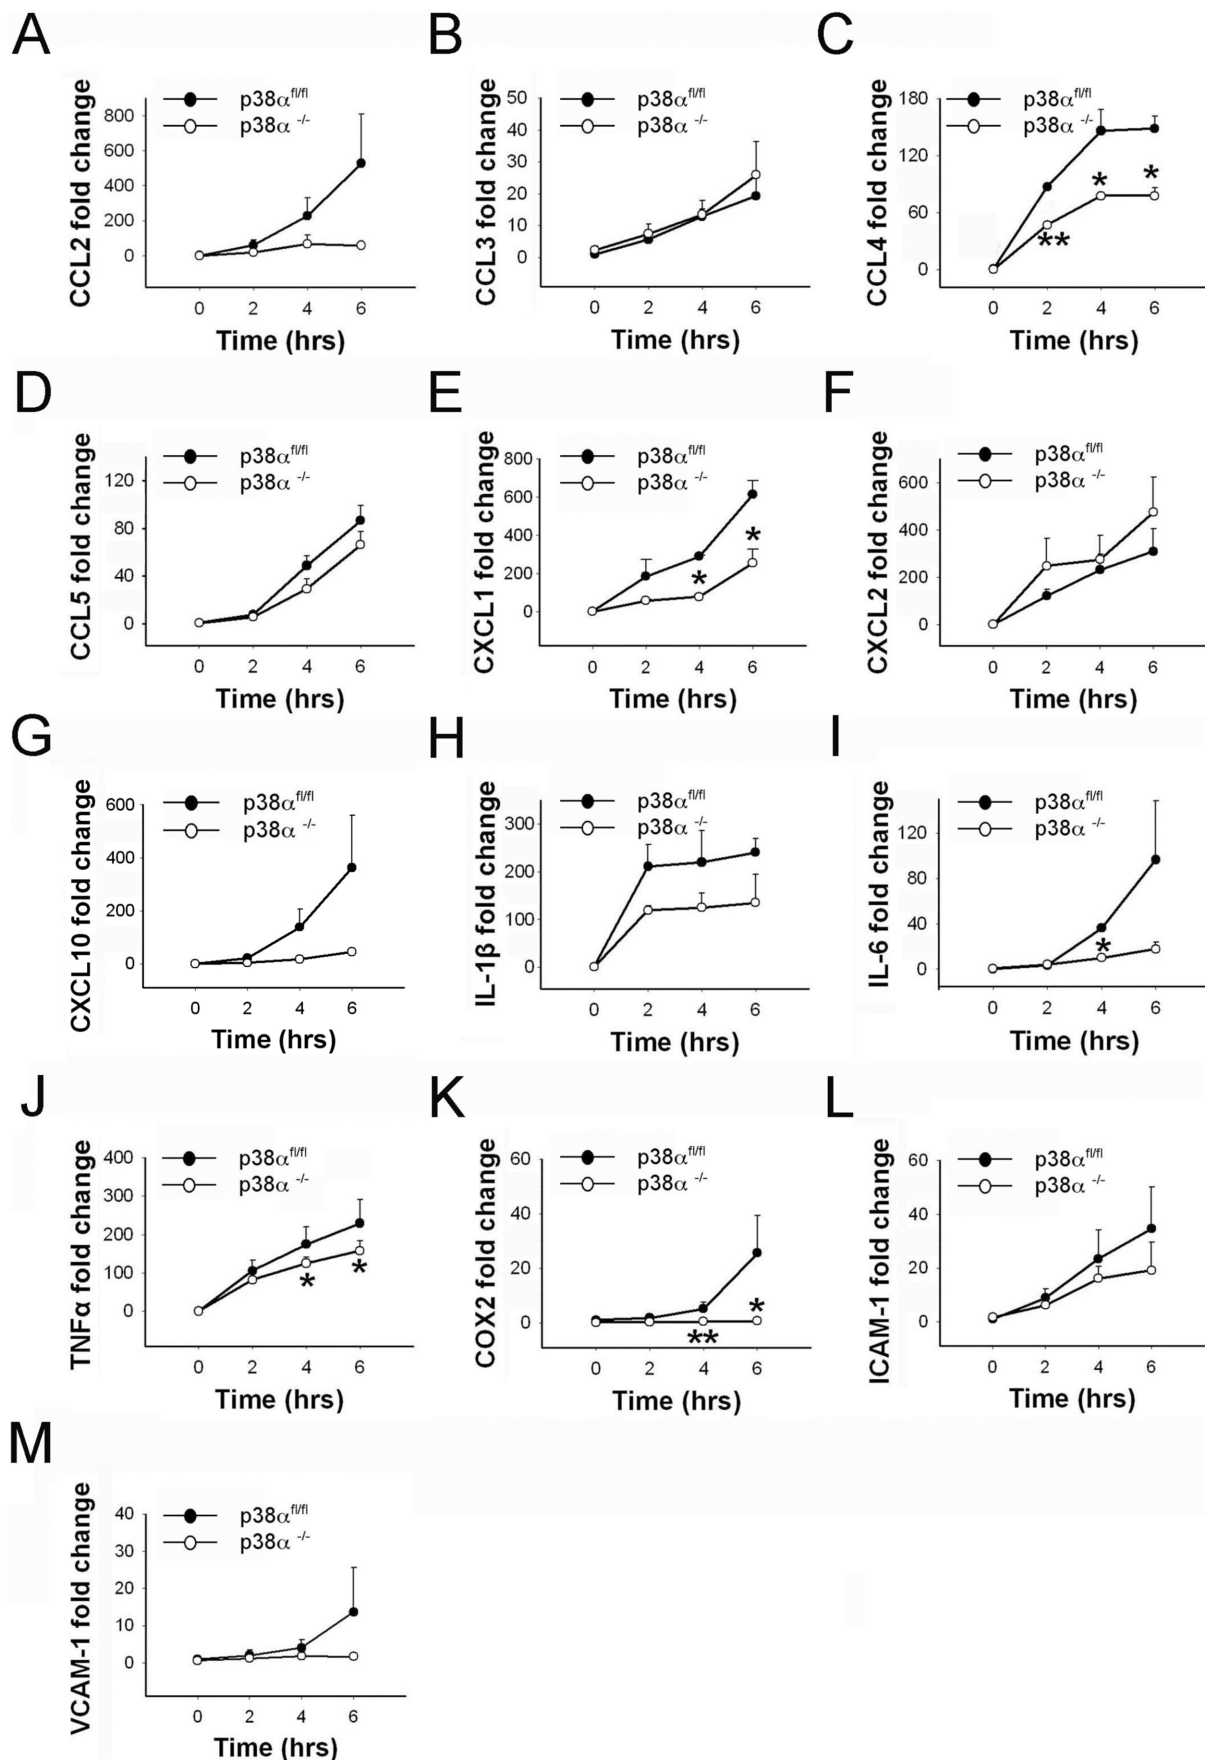 A
CCL2 fold change
p38α fl/fl
p38α -/-
800
600
400
200
0
0 2 4 6
Time (hrs)
B
CCL3 fold change
p38α fl/fl
p38α -/-
50
40
30
20
10
0
0 2 4 6
Time (hrs)
C
CCL4 fold change
p38α fl/fl
p38α -/-
180
120
60
0
* *
**
0 2 4 6
Time (hrs)
D
CCL5 fold change
p38α fl/fl
p38α -/-
120
80
40
0
0 2 4 6
Time (hrs)
E
CXCL1 fold change
p38α fl/fl
p38α -/-
800
600
400
200
0
* *
0 2 4 6
Time (hrs)
F
CXCL2 fold change
p38α fl/fl
p38α -/-
600
400
200
0
0 2 4 6
Time (hrs)
G
CXCL10 fold change
p38α fl/fl
p38α -/-
600
400
200
0
0 2 4 6
Time (hrs)
H
IL-1β fold change
p38α fl/fl
p38α -/-
300
200
100
0
0 2 4 6
Time (hrs)
I
IL-6 fold change
p38α fl/fl
p38α -/-
120
80
40
0
*
0 2 4 6
Time (hrs)
J
TNFα fold change
p38α fl/fl
p38α -/-
400
300
200
100
0
* *
0 2 4 6
Time (hrs)
K
COX2 fold change
p38α fl/fl
p38α -/-
60
40
20
0
** *
0 2 4 6
Time (hrs)
L
ICAM-1 fold change
p38α fl/fl
p38α -/-
60
40
20
0
0 2 4 6
Time (hrs)
M
VCAM-1 fold change
p38α fl/fl
p38α -/-
40
30
20
10
0
0 2 4 6
Time (hrs)